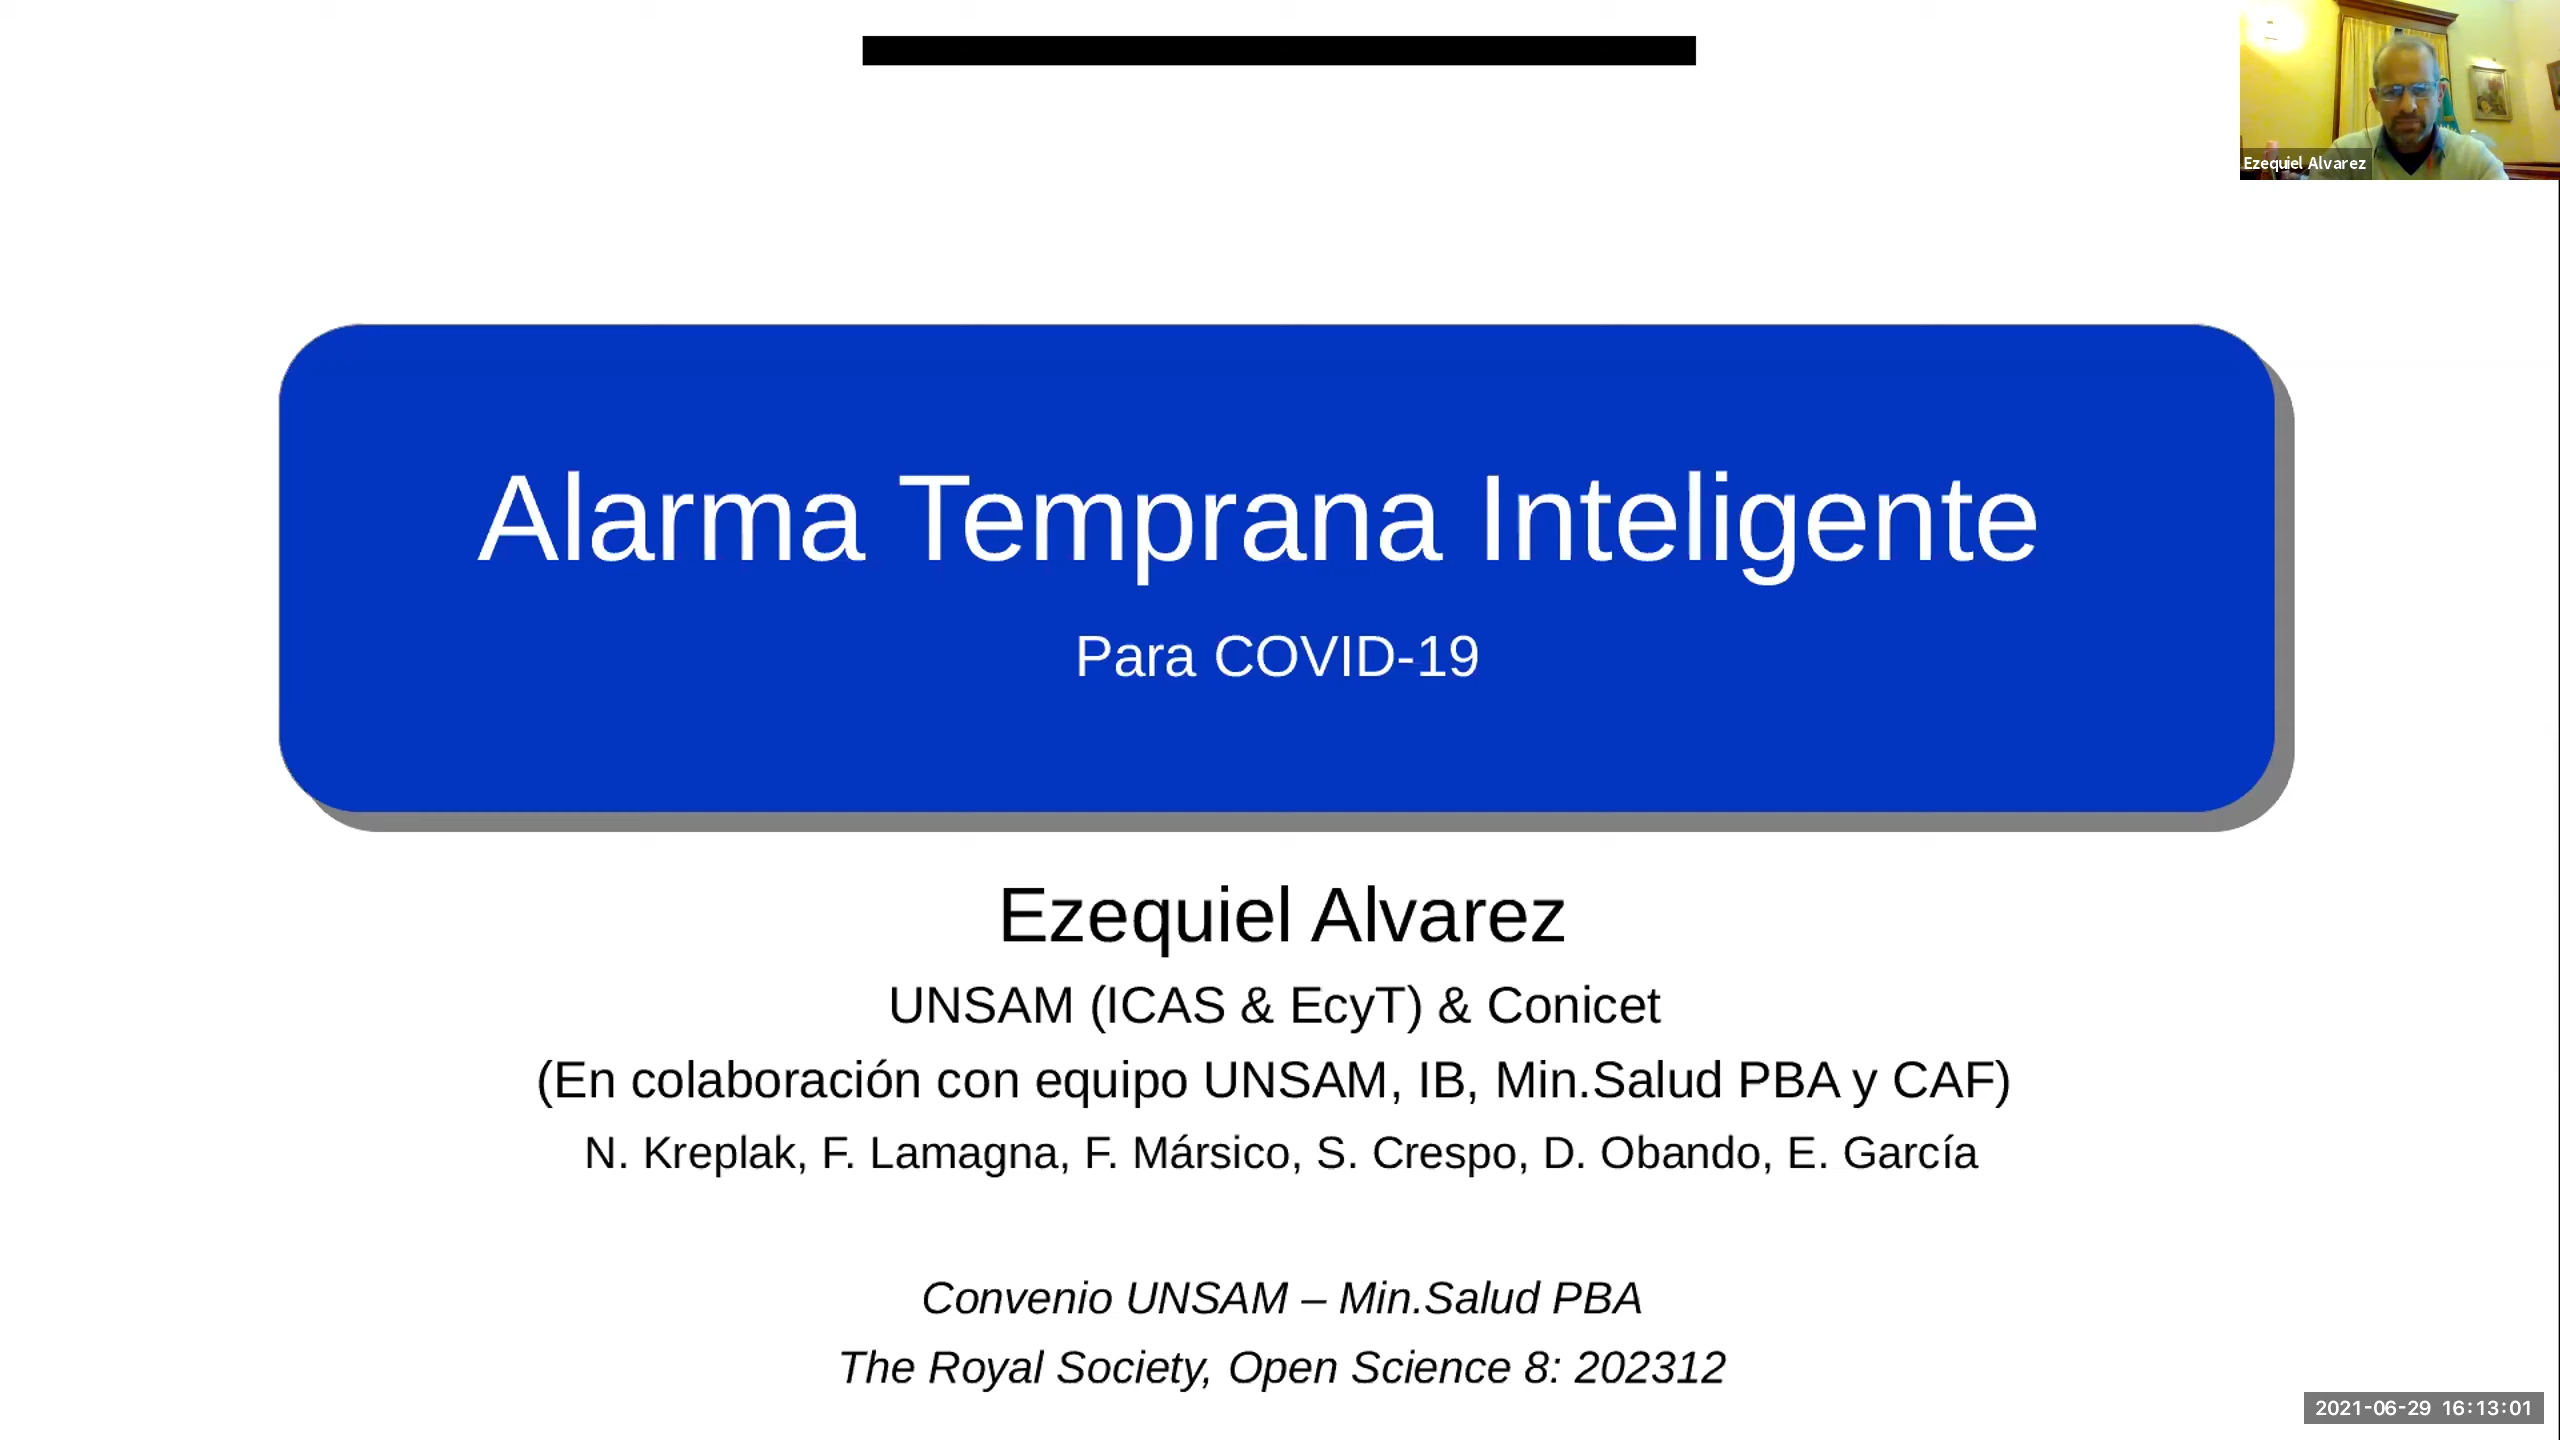 Ezequiel Alvarez
Alarma Temprana Inteligente
Para COVID-19
Ezequiel Alvarez
UNSAM (ICAS & EcyT) & Conicet
(En colaboración con equipo UNSAM, IB, Min.Salud PBA y CAF)
N. Kreplak, F. Lamagna, F. Mársico, S. Crespo, D. Obando, E. García
Convenio UNSAM – Min.Salud PBA
The Royal Society, Open Science 8: 202312
2021-06-29 16:13:01